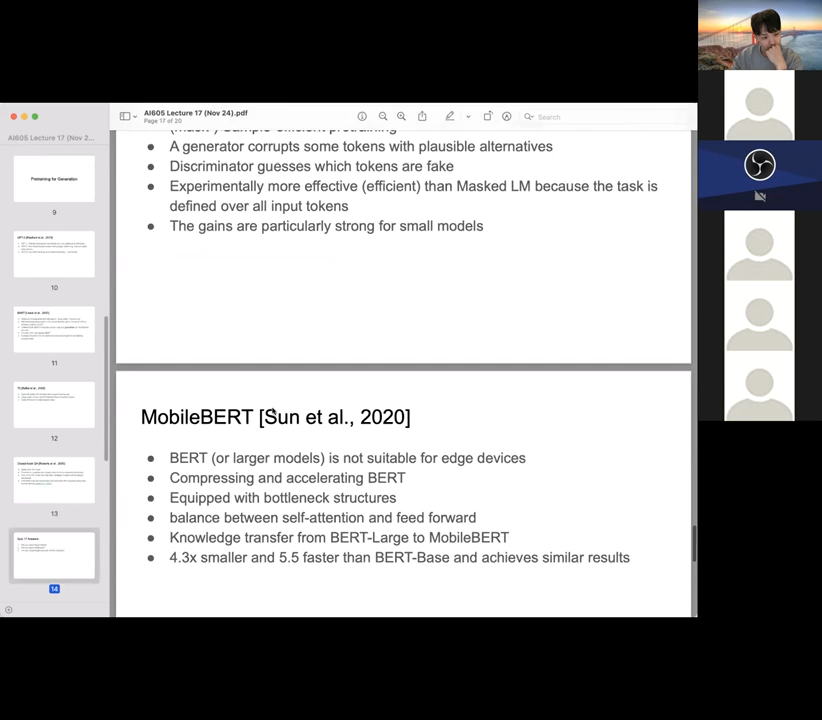 AI605 Lecture 17 (Nov 24).pdf
Page 17 of 20
Search
AI605 Lecture 17 (Nov 2...
Pretraining for Generation
9
10
11
12
13
14
(mask ) Sample-efficient pretraining
A generator corrupts some tokens with plausible alternatives
Discriminator guesses which tokens are fake
Experimentally more effective (efficient) than Masked LM because the task is
defined over all input tokens
The gains are particularly strong for small models
MobileBERT [Sun et al., 2020]
BERT (or larger models) is not suitable for edge devices
Compressing and accelerating BERT
Equipped with bottleneck structures
balance between self-attention and feed forward
Knowledge transfer from BERT-Large to MobileBERT
4.3x smaller and 5.5 faster than BERT-Base and achieves similar results